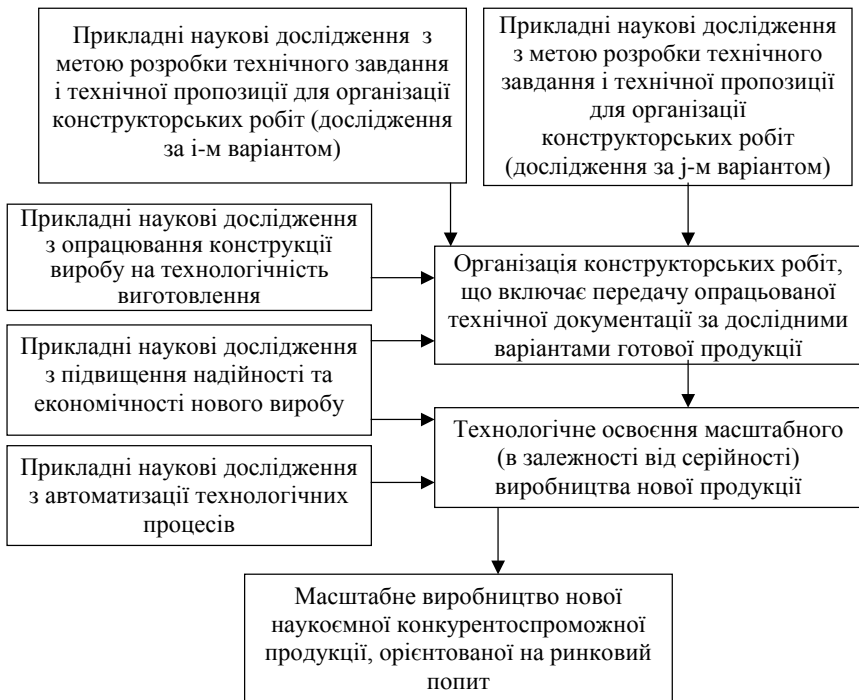 Прикладні наукові дослідження з
метою розробки технічного завдання
і технічної пропозиції для організації
конструкторських робіт (дослідження
за і-м варіантом)
Прикладні наукові дослідження
з метою розробки технічного
завдання і технічної пропозиції
для організації
конструкторських робіт
(дослідження за j-м варіантом)
Прикладні наукові дослідження
з опрацювання конструкції
виробу на технологічність
виготовлення
Організація конструкторських робіт,
що включає передачу опрацьованої
технічної документації за дослідними
варіантами готової продукції
Прикладні наукові дослідження
з підвищення надійності та
економічності нового виробу
Технологічне освоєння масштабного
(в залежності від серійності)
виробництва нової продукції
Прикладні наукові дослідження
з автоматизації технологічних
процесів
Масштабне виробництво нової
наукоємної конкурентоспроможної
продукції, орієнтованої на ринковий
попит